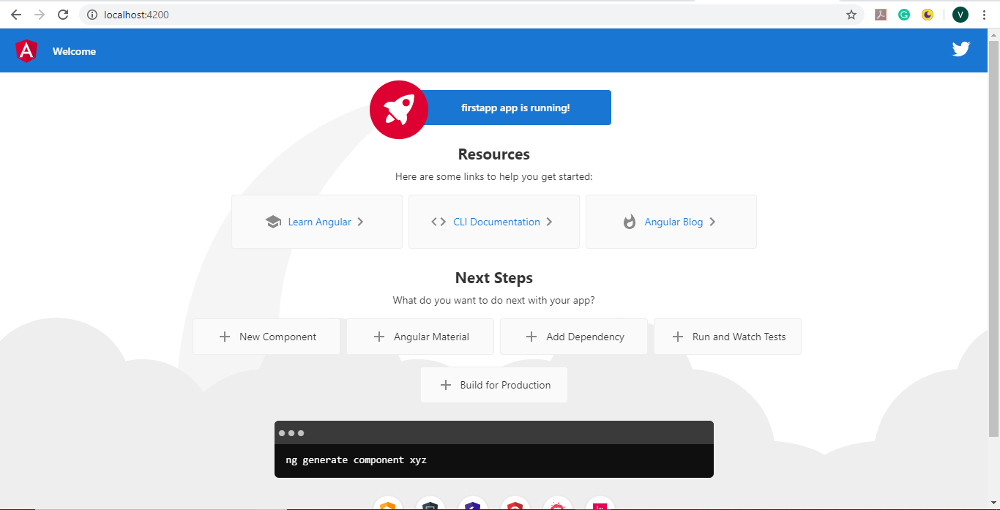 localhost:4200
V
Welcome
firstapp app is running!
Resources
Here are some links to help you get started:
Learn Angular
CLI Documentation
Angular Blog
Next Steps
What do you want to do next with your app?
New Component
Angular Material
Add Dependency
Run and Watch Tests
Build for Production
ng generate component xyz